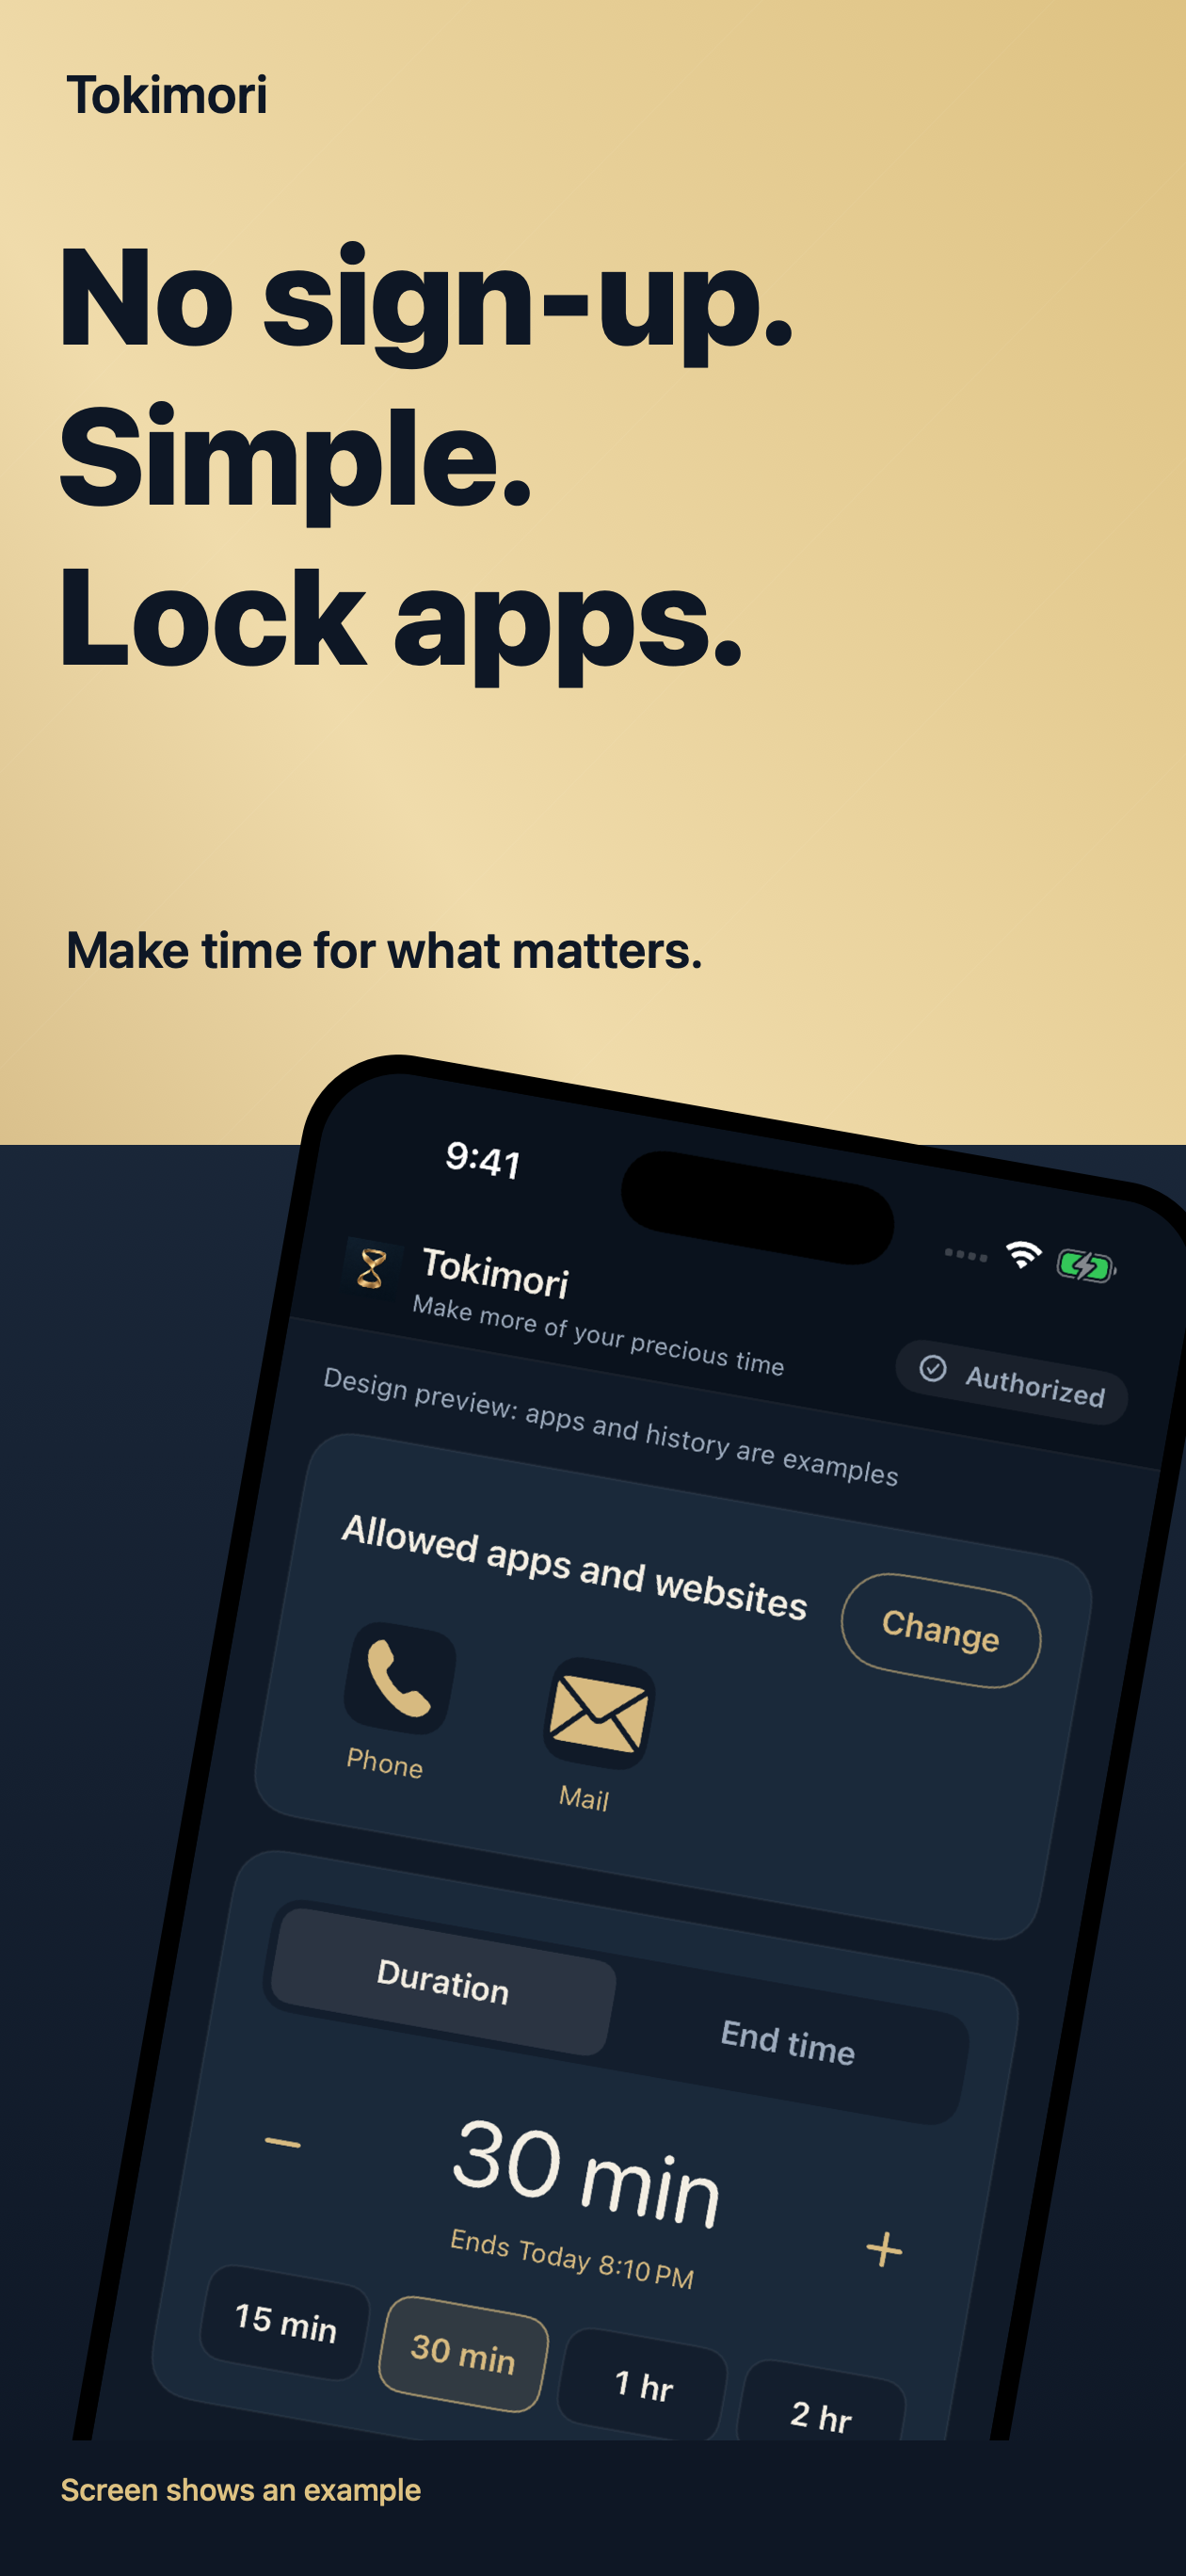 Tokimori
No sign-up.
Simple.
Lock apps.
Make time for what matters.
9:41
Tokimori
Make more of your precious time
Authorized
Design preview: apps and history are examples
Allowed apps and websites
Change
Phone
Mail
Duration
End time
30 min
Ends Today 8:10 PM
15 min
30 min
1 hr
2 hr
Screen shows an example